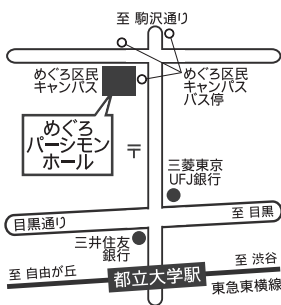 至 駒沢通り
めぐろ区民
キャンパス
めぐろ区民
キャンパス
バス停
めぐろ
パーシモン
ホール
〒
三菱東京
UFJ銀行
目黒通り
至 目黒
三井住友
銀行
至 自由が丘
都立大学駅
至 渋谷
東急東横線